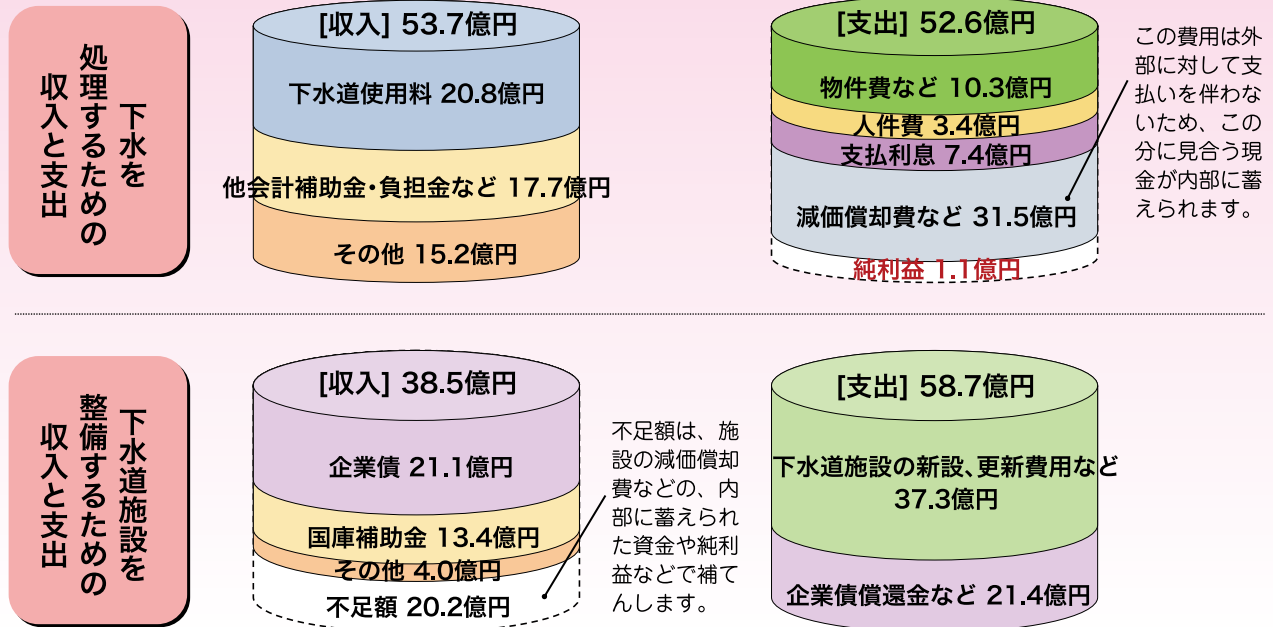 下水を
処理するための
収入と支出
[収入] 53.7億円
下水道使用料 20.8億円
他会計補助金・負担金など 17.7億円
その他 15.2億円
[支出] 52.6億円
物件費など 10.3億円
人件費 3.4億円
支払利息 7.4億円
減価償却費など 31.5億円
純利益 1.1億円
この費用は外
部に対して支
払いを伴わな
いため、この
分に見合う現
金が内部に蓄
えられます。
下水道施設を
整備するための
収入と支出
[収入] 38.5億円
企業債 21.1億円
国庫補助金 13.4億円
その他 4.0億円
不足額 20.2億円
不足額は、施
設の減価償却
費などの、内
部に蓄えられ
た資金や純利
益などで補て
んします。
[支出] 58.7億円
下水道施設の新設、更新費用など
37.3億円
企業債償還金など 21.4億円